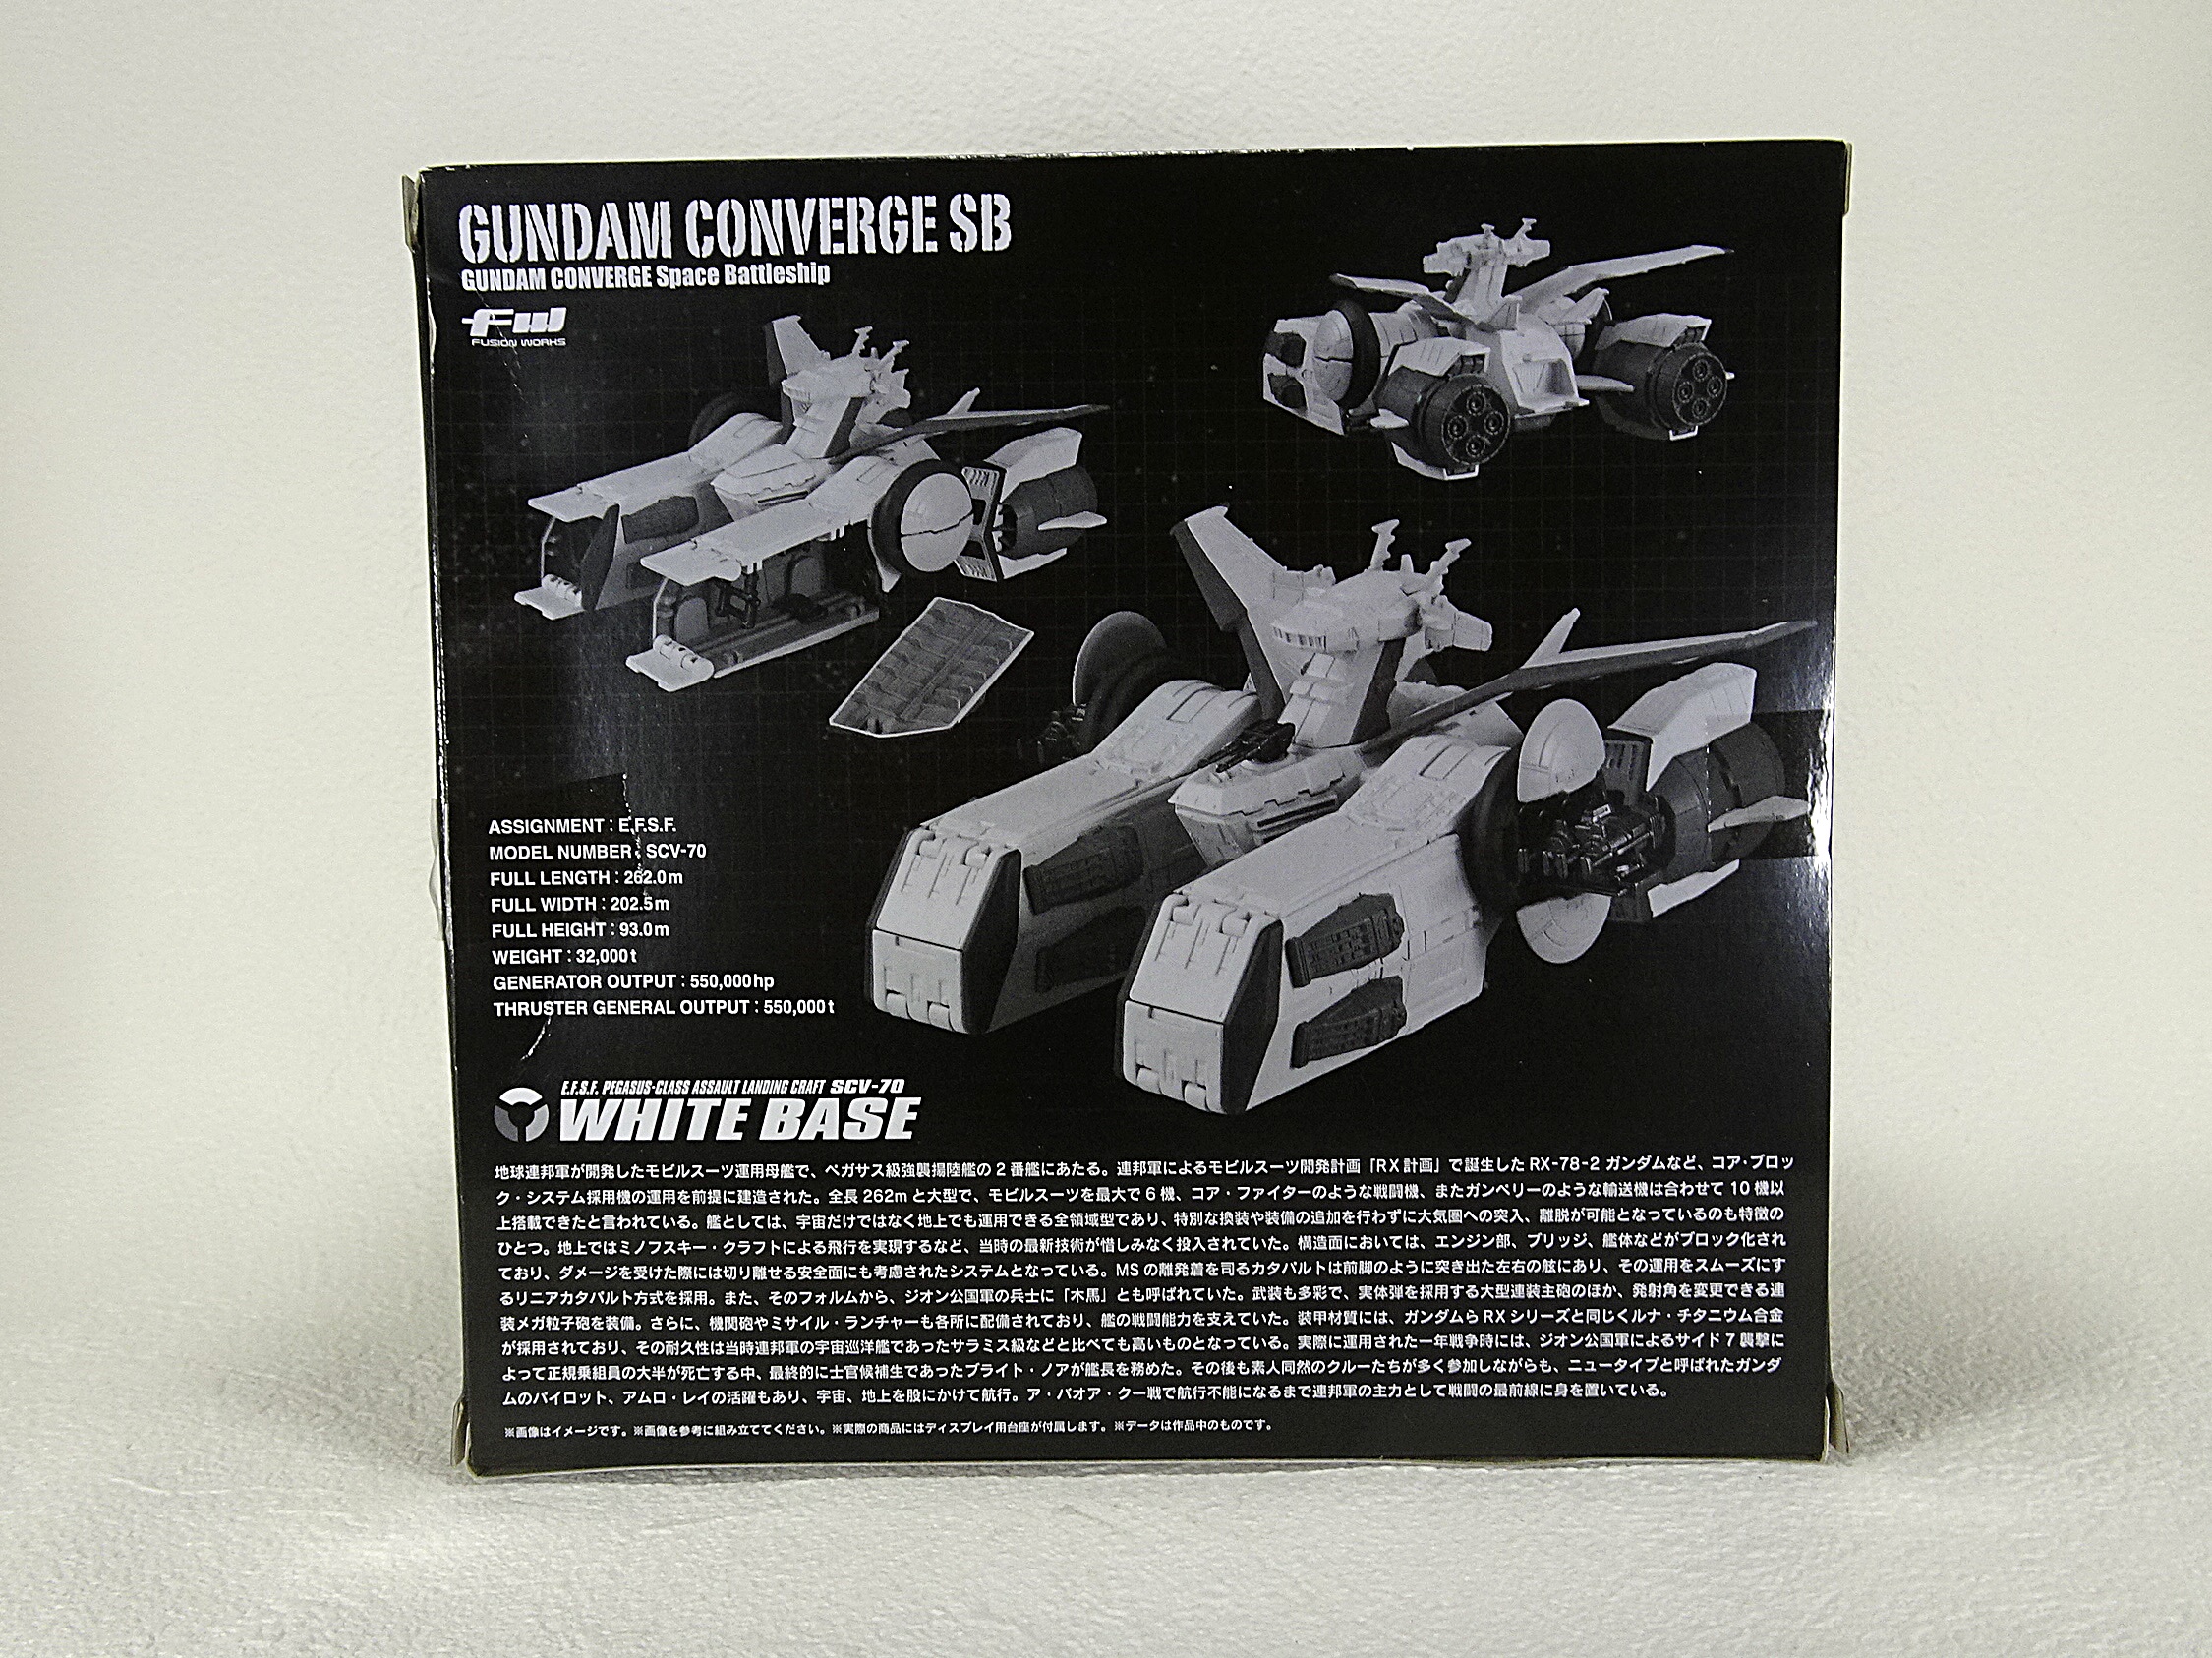 GUNDAM CONVERGE SB
GUNDAM CONVERGE Space Battleship
FW
FUSION WORKS
ASSIGNMENT : E.F.S.F.
MODEL NUMBER : SCV-70
FULL LENGTH : 262.0m
FULL WIDTH : 202.5m
FULL HEIGHT : 93.0m
WEIGHT : 32,000t
GENERATOR OUTPUT : 550,000hp
THRUSTER GENERAL OUTPUT : 550,000t
E.F.S.F. PEGASUS-CLASS ASSAULT LANDING CRAFT SCV-70
WHITE BASE
地球連邦軍が開発したモビルスーツ運用母艦で、ペガサス級強襲揚陸艦の2番艦にあたる。連邦軍によるモビルスーツ開発計画「RX計画」で誕生したRX-78-2 ガンダムなど、コア・ブロッ
ク・システム採用機の運用を前提に建造された。全長262mと大型で、モビルスーツを最大で6機、コア・ファイターのような戦闘機、またガンペリーのような輸送機は合わせて10機以
上搭載できたと言われている。艦としては、宇宙だけではなく地上でも運用できる全領域型であり、特別な換装や装備の追加を行わずに大気圏への突入、離脱が可能となっているのも特徴の
ひとつ。地上ではミノフスキー・クラフトによる飛行を実現するなど、当時の最新技術が惜しみなく投入されていた。構造面においては、エンジン部、ブリッジ、艦体などがブロック化され
ており、ダメージを受けた際には切り離せる安全面にも考慮されたシステムとなっている。MSの離発着を司るカタパルトは前脚のように突き出た左右の舷にあり、その運用をスムーズにす
るリニアカタパルト方式を採用。また、そのフォルムから、ジオン公国軍の兵士に「木馬」とも呼ばれていた。武装も多彩で、実体弾を採用する大型連装主砲のほか、発射角を変更できる連
装メガ粒子砲を装備。さらに、機関砲やミサイル・ランチャーも各所に配備されており、艦の戦闘能力を支えていた。装甲材質には、ガンダムらRXシリーズと同じくルナ・チタニウム合金
が採用されており、その耐久性は当時連邦軍の宇宙巡洋艦であったサラミス級などと比べても高いものとなっている。実際に運用された一年戦争時には、ジオン公国軍によるサイド7襲撃に
よって正規乗組員の大半が死亡する中、最終的に士官候補生であったブライト・ノアが艦長を務めた。その後も素人同然のクルーたちが多く参加しながらも、ニュータイプと呼ばれたガンダ
ムのパイロット、アムロ・レイの活躍もあり、宇宙、地上を股にかけて航行。ア・バオア・クー戦で航行不能になるまで連邦軍の主力として戦闘の最前線に身を置いている。
※画像はイメージです。※画像を参考に組み立ててください。※実際の商品にはディスプレイ用台座が付属します。※データは作品中のものです。